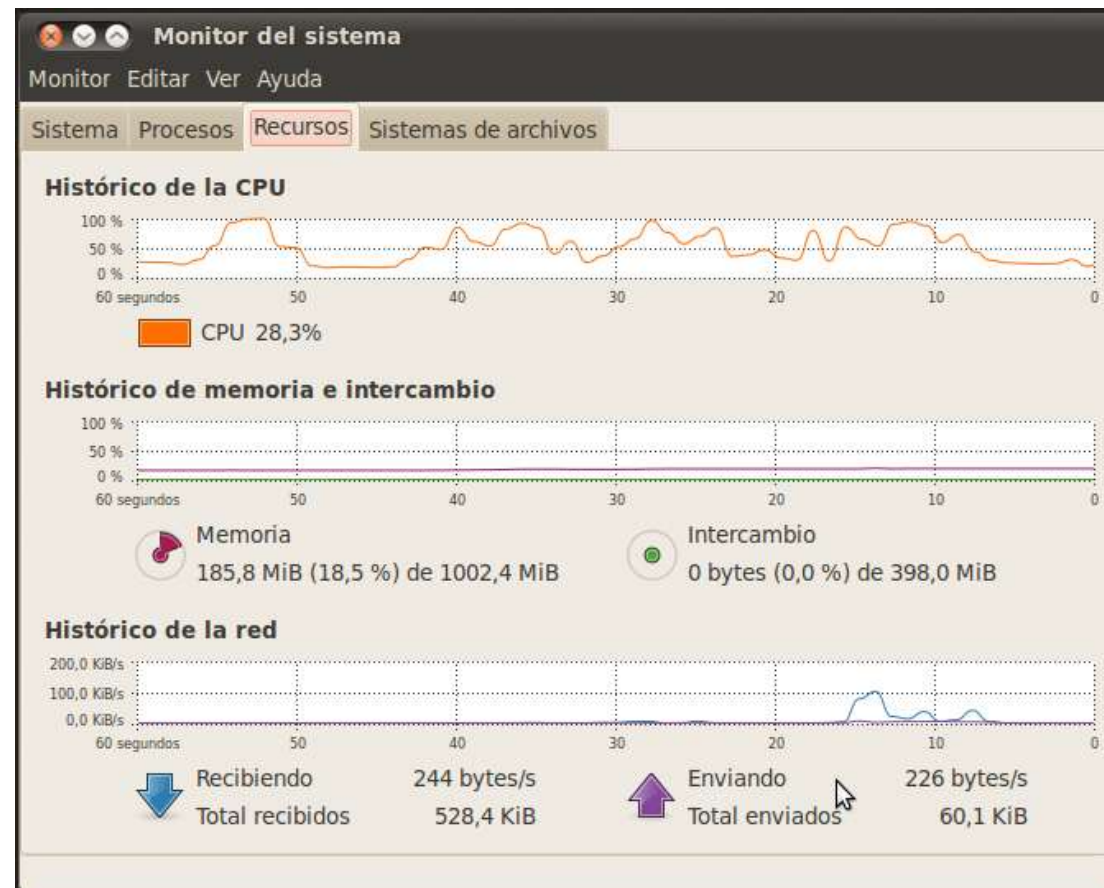 Monitor del sistema
Monitor Editar Ver Ayuda
Sistema Procesos Recursos Sistemas de archivos
Histórico de la CPU
100 %
50 %
0 %
60 segundos 50 40 30 20 10 0
CPU 28,3%
Histórico de memoria e intercambio
100 %
50 %
0 %
60 segundos 50 40 30 20 10 0
Memoria Intercambio
185,8 MiB (18,5 %) de 1002,4 MiB 0 bytes (0,0 %) de 398,0 MiB
Histórico de la red
200,0 KiB/s
100,0 KiB/s
0,0 KiB/s
60 segundos 50 40 30 20 10 0
Recibiendo 244 bytes/s Enviando 226 bytes/s
Total recibidos 528,4 KiB Total enviados 60,1 KiB